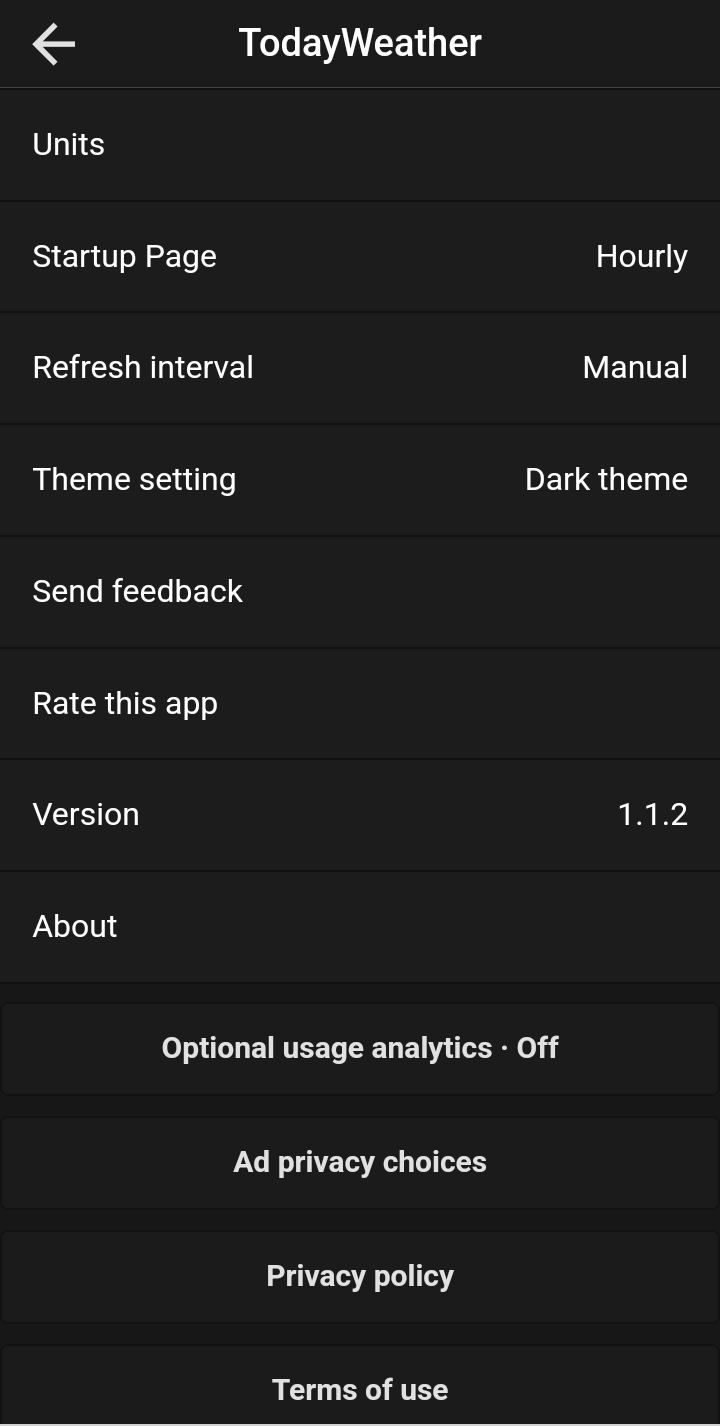 TodayWeather
Units
Startup Page Hourly
Refresh interval Manual
Theme setting Dark theme
Send feedback
Rate this app
Version 1.1.2
About
Optional usage analytics · Off
Ad privacy choices
Privacy policy
Terms of use